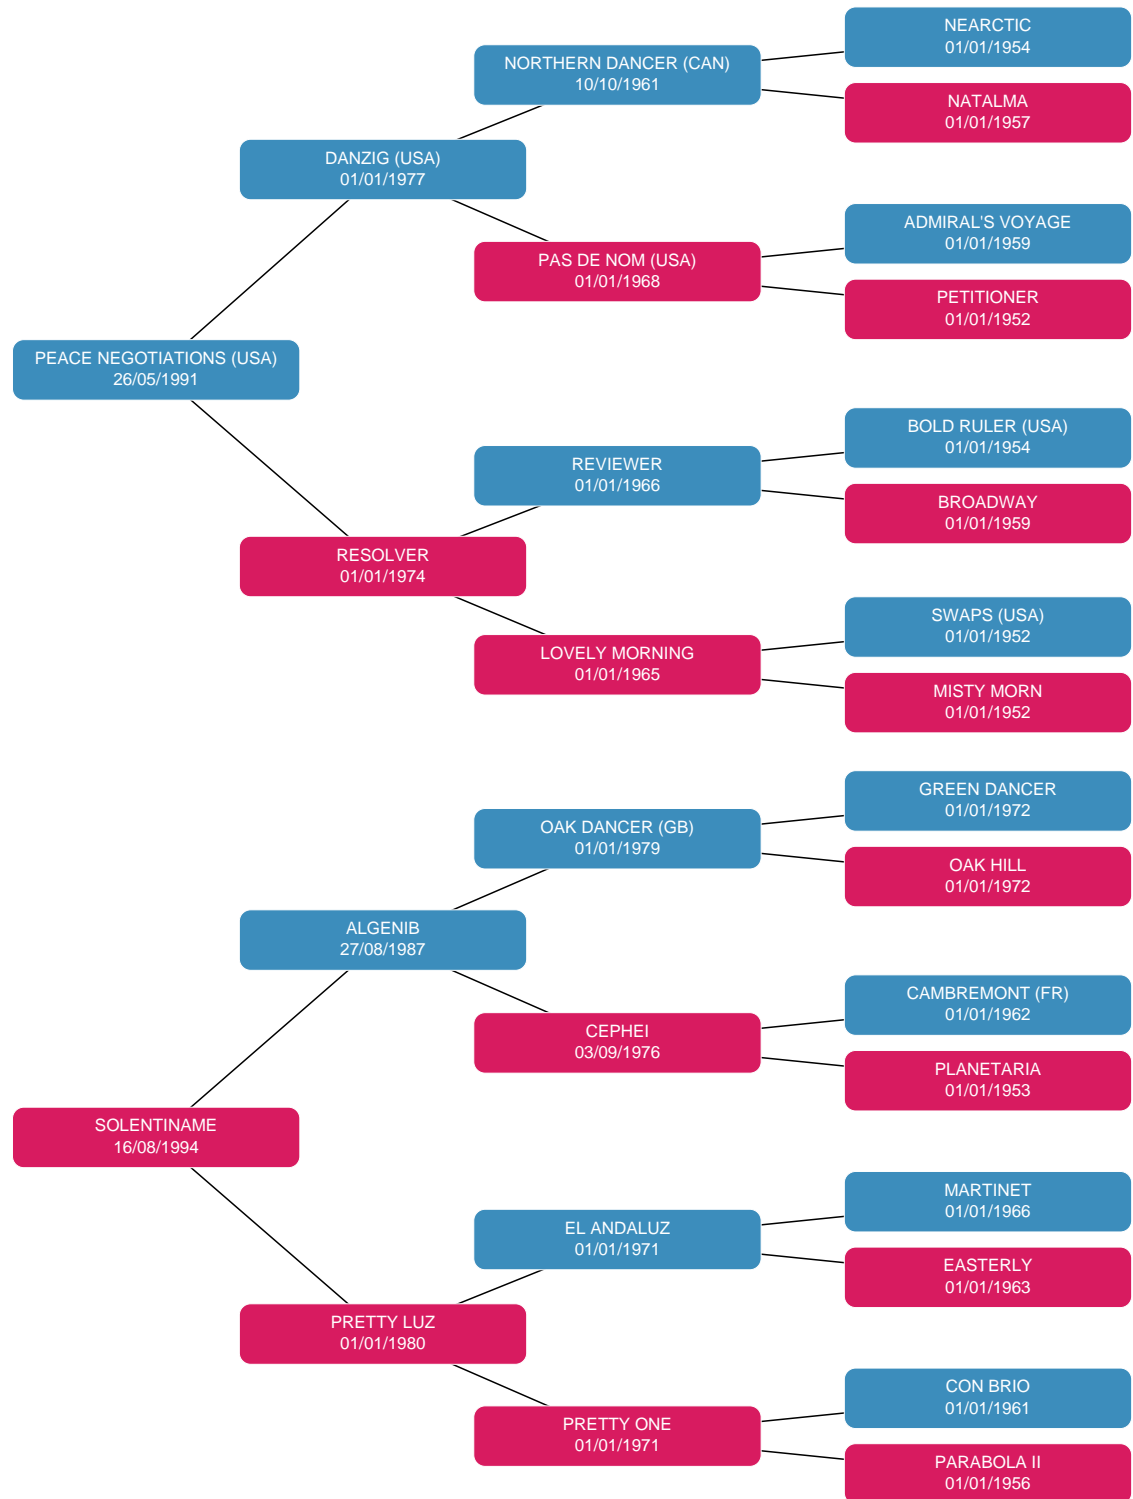 NEARCTIC
01/01/1954
NORTHERN DANCER (CAN)
10/10/1961
NATALMA
01/01/1957
DANZIG (USA)
01/01/1977
ADMIRAL'S VOYAGE
01/01/1959
PAS DE NOM (USA)
01/01/1968
PETITIONER
01/01/1952
PEACE NEGOTIATIONS (USA)
26/05/1991
BOLD RULER (USA)
01/01/1954
REVIEWER
01/01/1966
BROADWAY
01/01/1959
RESOLVER
01/01/1974
SWAPS (USA)
01/01/1952
LOVELY MORNING
01/01/1965
MISTY MORN
01/01/1952
GREEN DANCER
01/01/1972
OAK DANCER (GB)
01/01/1979
OAK HILL
01/01/1972
ALGENIB
27/08/1987
CAMBREMONT (FR)
01/01/1962
CEPHEI
03/09/1976
PLANETARIA
01/01/1953
SOLENTINAME
16/08/1994
MARTINET
01/01/1966
EL ANDALUZ
01/01/1971
EASTERLY
01/01/1963
PRETTY LUZ
01/01/1980
CON BRIO
01/01/1961
PRETTY ONE
01/01/1971
PARABOLA II
01/01/1956